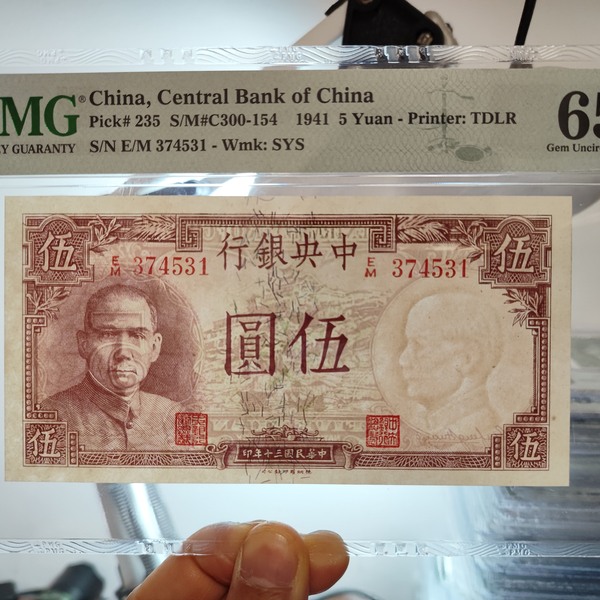 MG® China, Central Bank of China
Pick# 235 S/M#C300-154 1941 5 Yuan - Printer: TDLR
65
EY GUARANTY S/N E/M 374531 - Wmk: SYS
Gem Uncirc
伍
行銀央中
伍
E/M 374531
E/M 374531
圓伍
伍
印年十三國民華中
伍